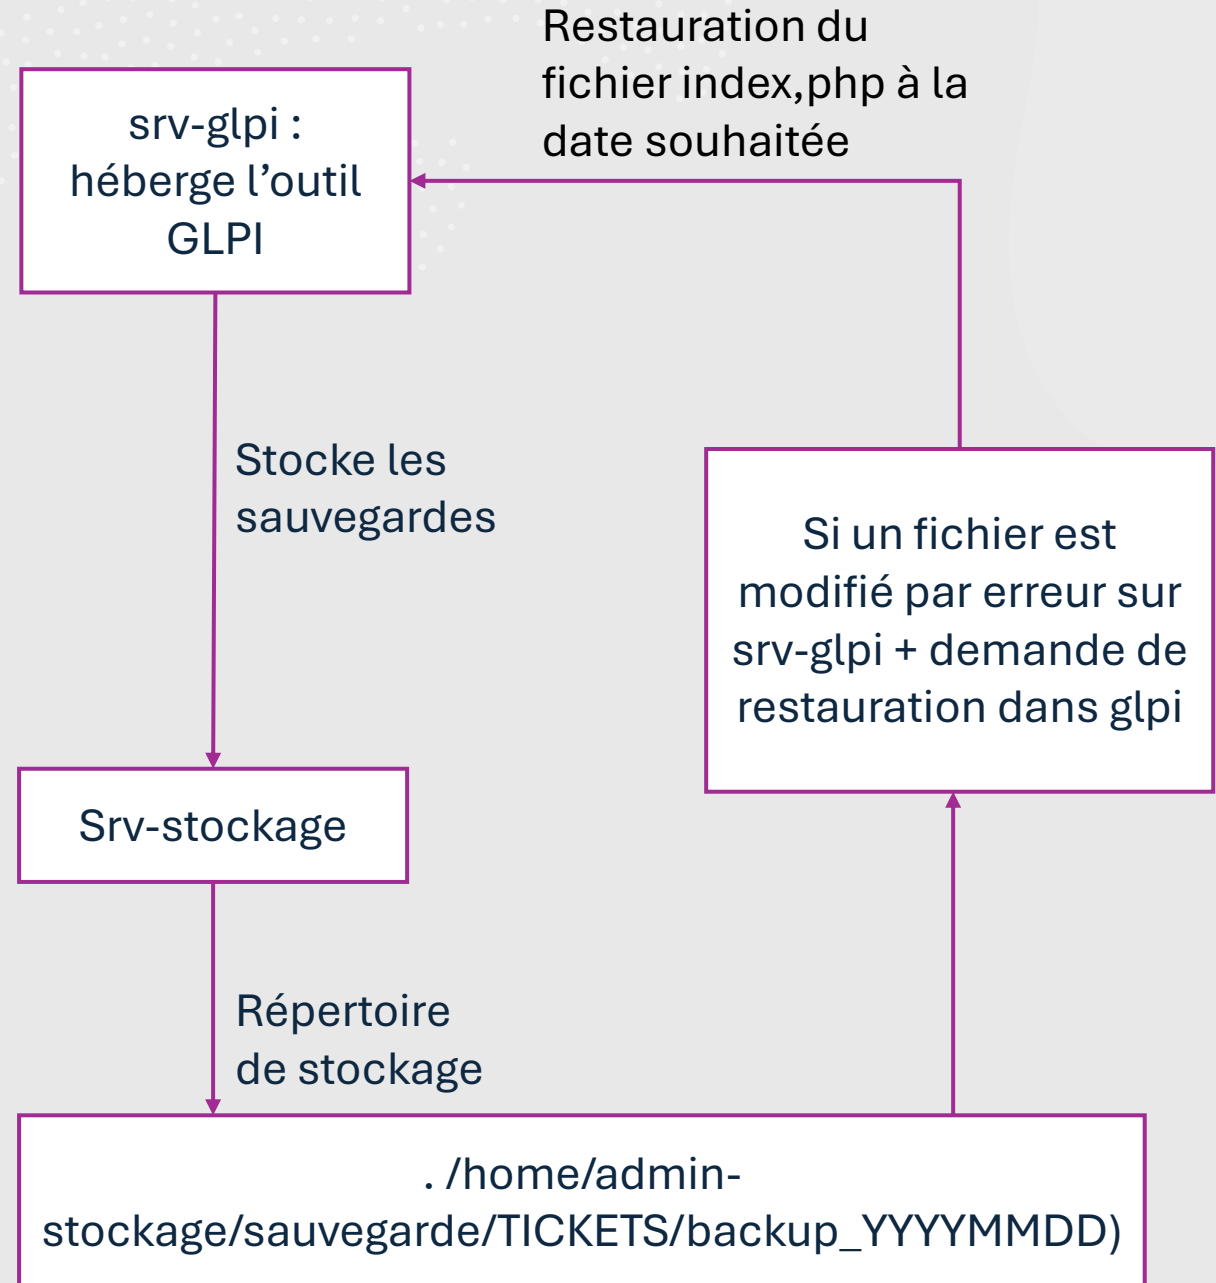 Restauration du
fichier index,php à la
date souhaitée
srv-glpi :
héberge l’outil
GLPI
Stocke les
sauvegardes
Si un fichier est
modifié par erreur sur
srv-glpi + demande de
restauration dans glpi
Srv-stockage
Répertoire
de stockage
. /home/admin-
stockage/sauvegarde/TICKETS/backup_YYYYMMDD)